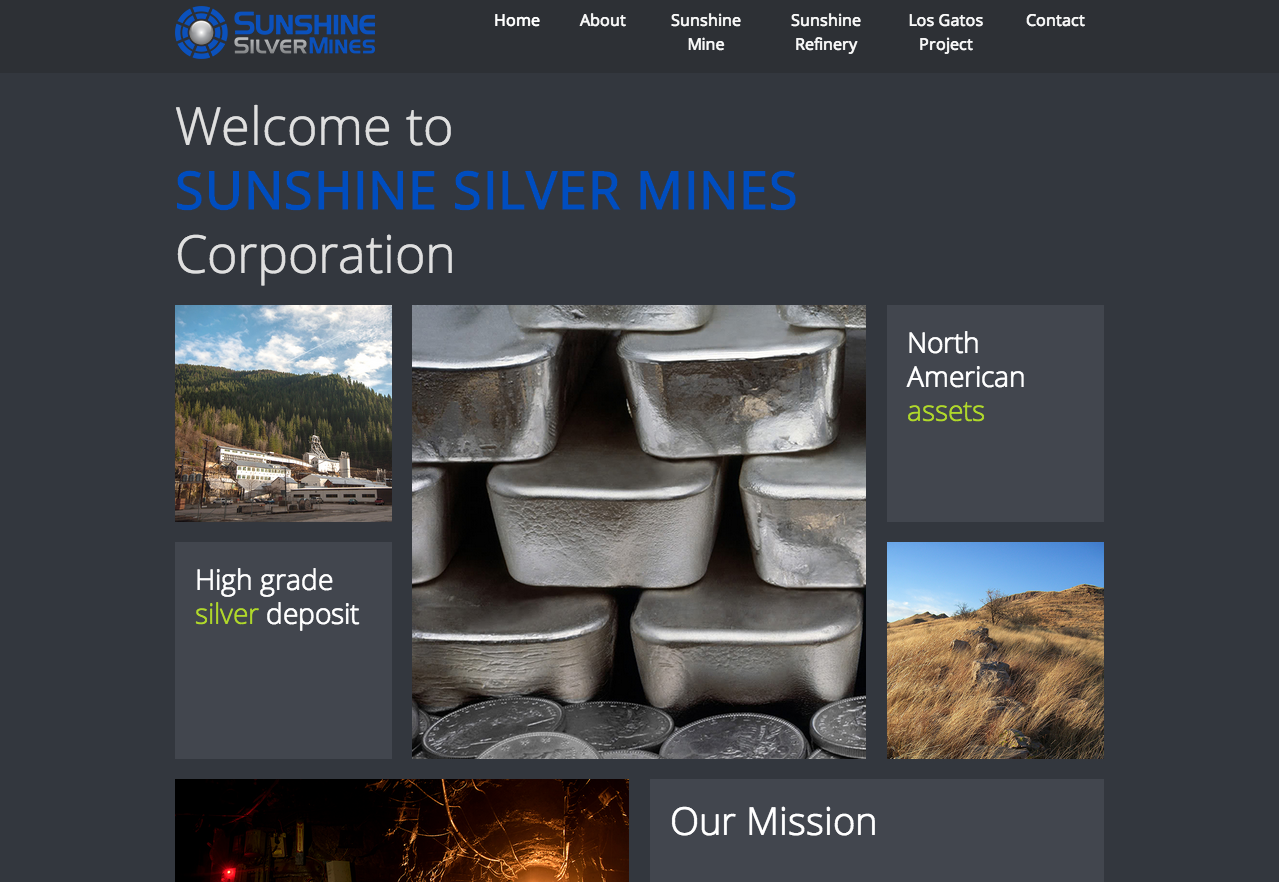 SUNSHINE
SILVERMINES
Home
About
Sunshine
Mine
Sunshine
Refinery
Los Gatos
Project
Contact
Welcome to
SUNSHINE SILVER MINES
Corporation
North
American
assets
High grade
silver deposit
Our Mission